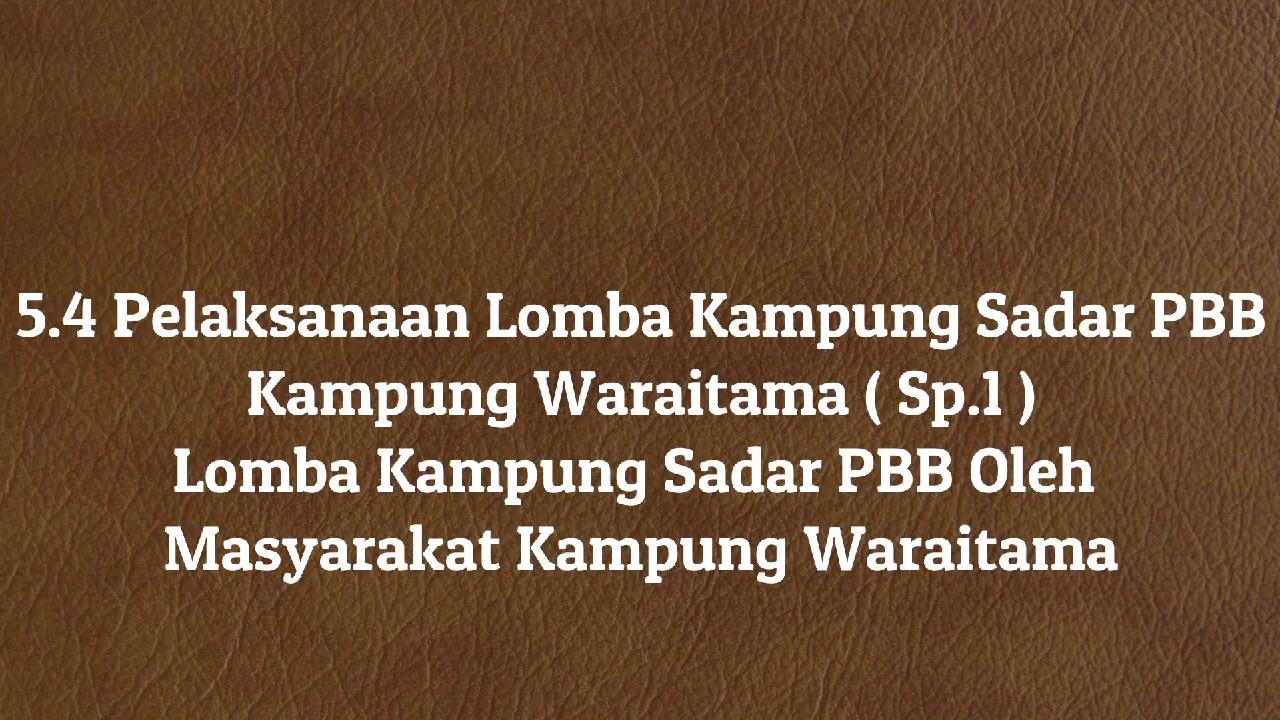 5.4 Pelaksanaan Lomba Kampung Sadar PBB
Kampung Waraitama ( Sp.1 )
Lomba Kampung Sadar PBB Oleh
Masyarakat Kampung Waraitama